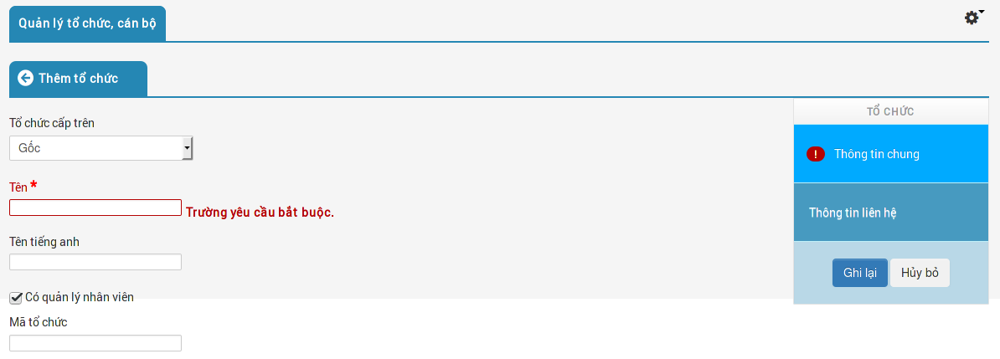 Quản lý tổ chức, cán bộ
Thêm tổ chức
Tổ chức cấp trên
Gốc
Tên *
Trường yêu cầu bắt buộc.
Tên tiếng anh
Có quản lý nhân viên
Mã tổ chức
TỔ CHỨC
! Thông tin chung
Thông tin liên hệ
Ghi lại Hủy bỏ